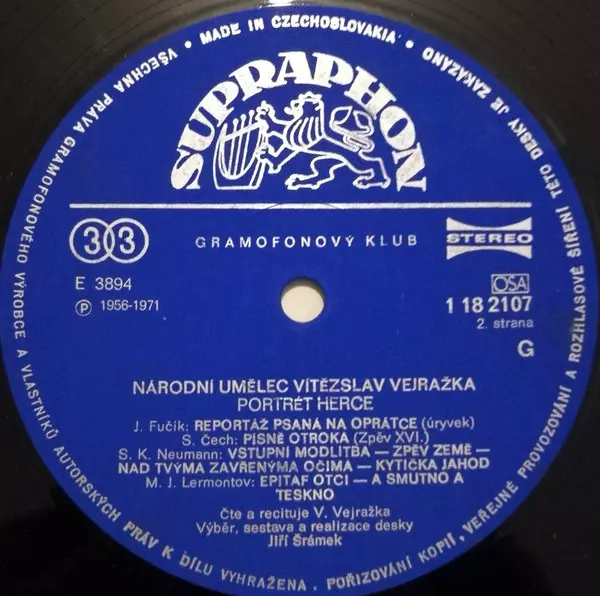 VŠECHNA PRÁVA GRAMOFONOVÉHO VÝROBCE A VLASTNÍKŮ AUTORSKÝCH PRÁV K DÍLU VYHRAŽENA. POŘIZOVÁNÍ KOPIÍ, VEŘEJNÉ PROVOZOVÁNÍ A ROZHLASOVÉ ŠÍŘENÍ TÉTO DESKY JE ZAKÁZÁNO
• MADE IN CZECHOSLOVAKIA •
SUPRAPHON
33
GRAMOFONOVÝ KLUB
STEREO
E 3894
OSA
Ⓟ 1956-1971
1 18 2107
2. strana
G
NÁRODNÍ UMĚLEC VÍTĚZSLAV VEJRAŽKA
PORTRÉT HERCE
J. Fučík: REPORTÁŽ PSANÁ NA OPRÁTCE (úryvek)
S. Čech: PÍSNĚ OTROKA (Zpěv XVI.)
S. K. Neumann: VSTUPNÍ MODLITBA — ZPĚV ZEMĚ —
NAD TVÝMA ZAVŘENÝMA OČIMA — KYTIČKA JAHOD
M. J. Lermontov: EPITAF OTCI — A SMUTNO A
TESKNO
Čte a recituje V. Vejražka
Výběr, sestava a realizace desky
Jiří Šrámek